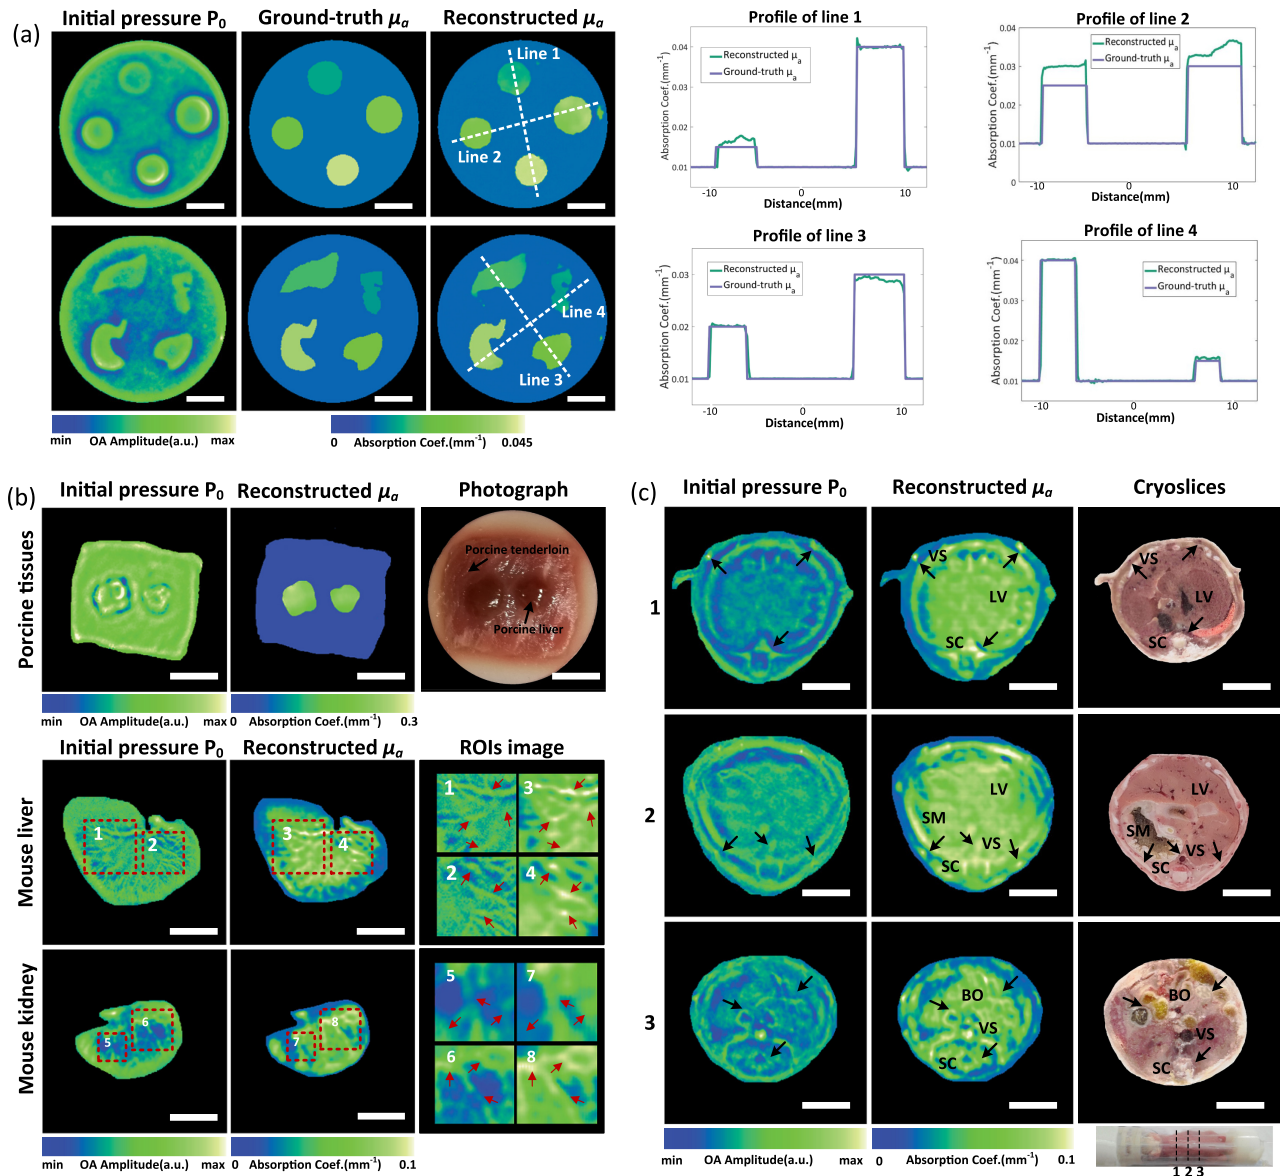 (a)
Initial pressure P0
Ground-truth μa
Reconstructed μa
Line 1
Line 2
Line 4
Line 3
min OA Amplitude(a.u.) max
0 Absorption Coef.(mm-1) 0.045
Profile of line 1
Absorption Coef.(mm-1)
0.04
0.03
0.02
0.01
Reconstructed μa
Ground-truth μa
-10 0 10
Distance(mm)
Profile of line 2
Absorption Coef.(mm-1)
0.04
0.03
0.02
0.01
0
Reconstructed μa
Ground-truth μa
-10 0 10
Distance(mm)
Profile of line 3
Absorption Coef.(mm-1)
0.03
0.02
0.01
Reconstructed μa
Ground-truth μa
-10 0 10
Distance(mm)
Profile of line 4
Absorption Coef.(mm-1)
0.04
0.03
0.02
0.01
0
Reconstructed μa
Ground-truth μa
-10 0 10
Distance(mm)
(b)
Initial pressure P0
Reconstructed μa
Photograph
Porcine tissues
Porcine tenderloin
Porcine liver
min OA Amplitude(a.u.) max
0 Absorption Coef.(mm-1) 0.3
Initial pressure P0
Reconstructed μa
ROIs image
Mouse liver
1
2
3
4
1
3
2
4
Mouse kidney
5
6
7
8
5
7
6
8
min OA Amplitude(a.u.) max
0 Absorption Coef.(mm-1) 0.1
(c)
Initial pressure P0
Reconstructed μa
Cryoslices
1
VS
LV
SC
VS
LV
SC
2
LV
SM
VS
SC
LV
SM
VS
SC
3
BO
VS
SC
BO
VS
SC
min OA Amplitude(a.u.) max
0 Absorption Coef.(mm-1) 0.1
1 2 3